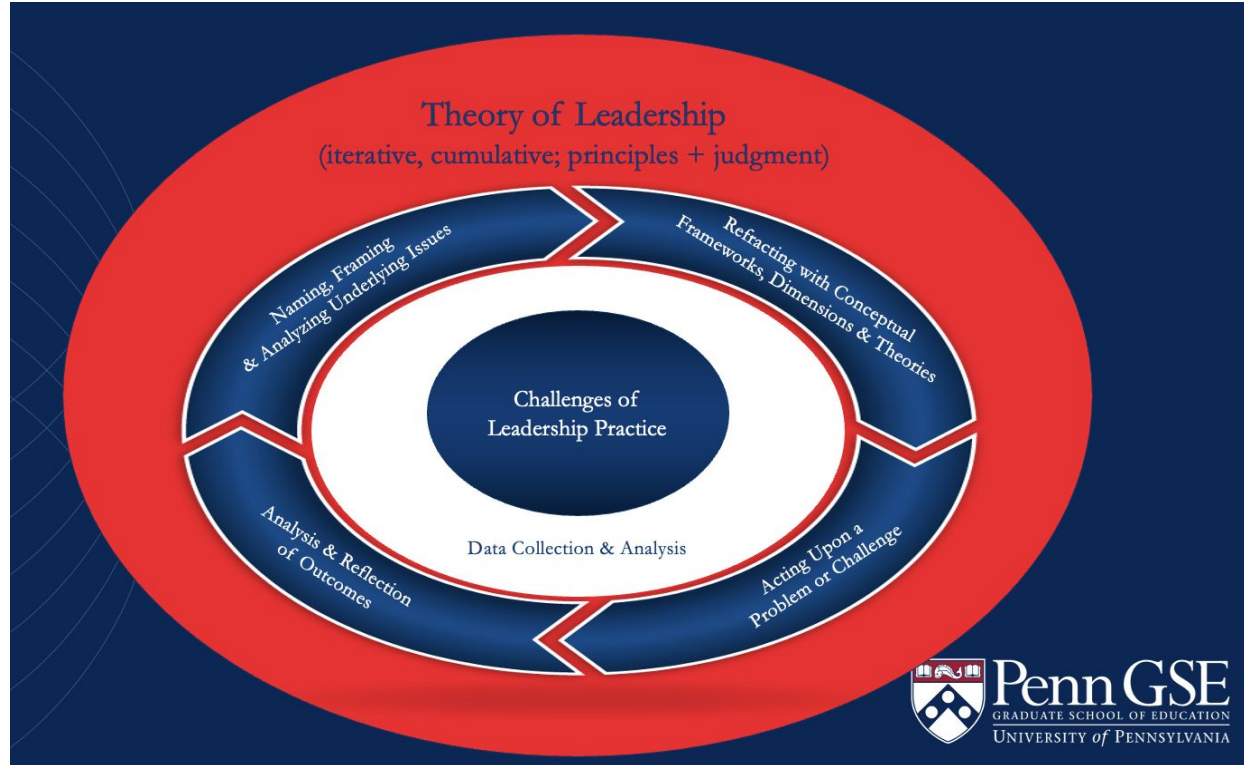 Theory of Leadership
(iterative, cumulative; principles + judgment)
Naming, Framing
& Analyzing Underlying Issues
Refracting with Conceptual
Frameworks, Dimensions & Theories
Challenges of
Leadership Practice
Data Collection & Analysis
Analysis & Reflection
of Outcomes
Acting Upon a
Problem or Challenge
Penn GSE
GRADUATE SCHOOL OF EDUCATION
UNIVERSITY of PENNSYLVANIA